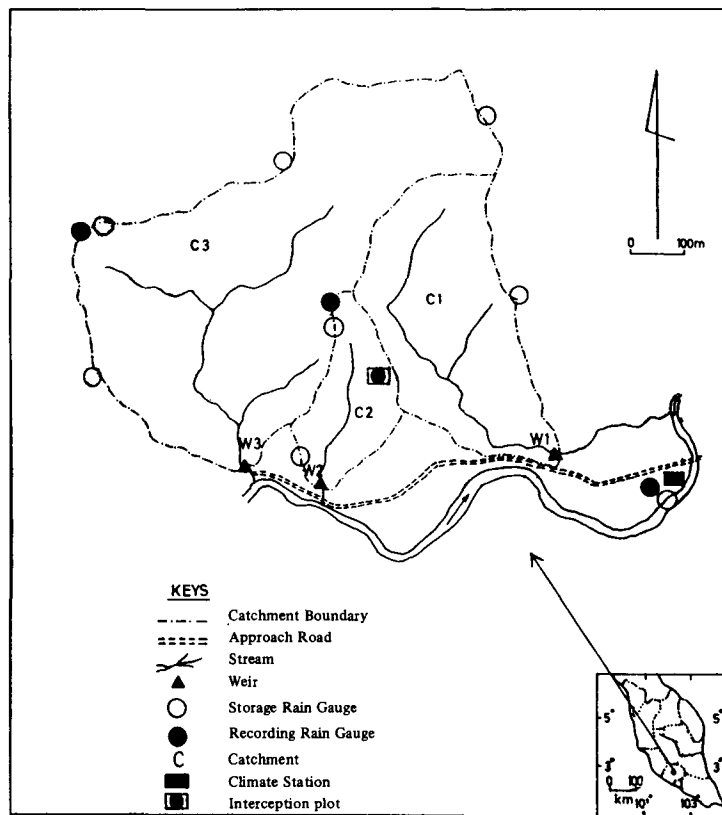 0 100m
C3
C1
C2
W3
W2
W1
KEYS
Catchment Boundary
Approach Road
Stream
Weir
Storage Rain Gauge
Recording Rain Gauge
C Catchment
Climate Station
Interception plot
5°
5°
3°
3°
0 100
km
101°
103°